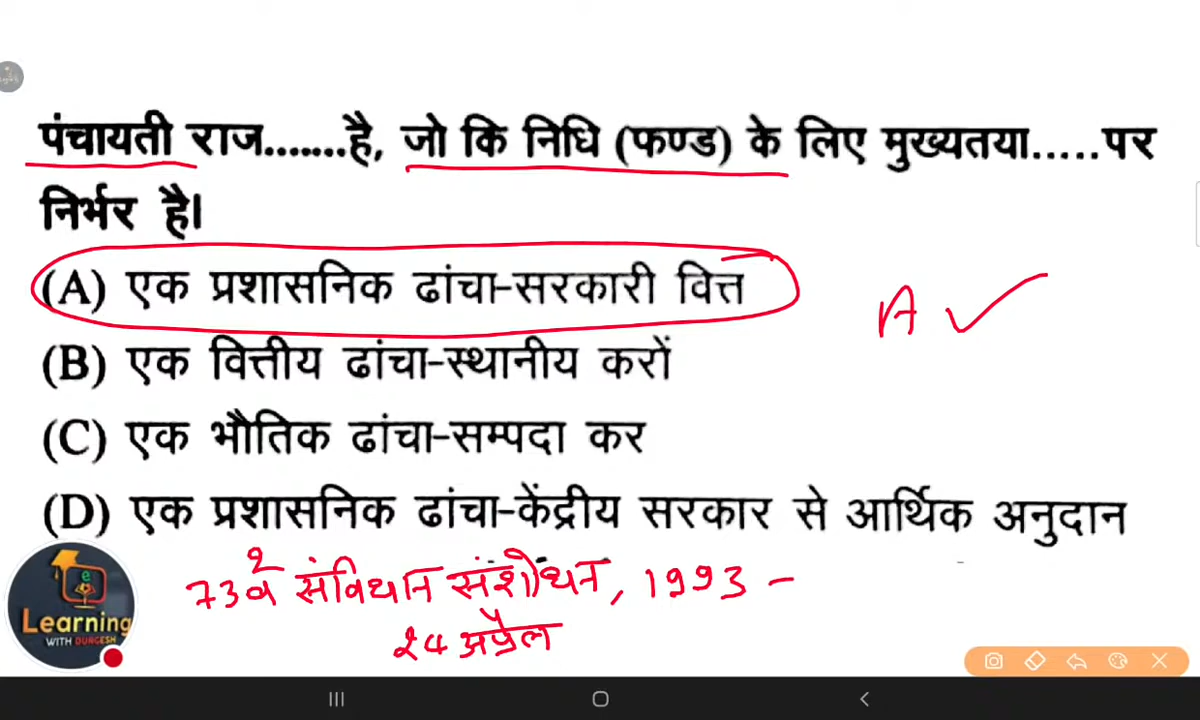 पंचायती राज.......है, जो कि निधि (फण्ड) के लिए मुख्यतया.....पर
निर्भर है।
(A) एक प्रशासनिक ढांचा-सरकारी वित्त
A
(B) एक वित्तीय ढांचा-स्थानीय करों
(C) एक भौतिक ढांचा-सम्पदा कर
(D) एक प्रशासनिक ढांचा-केंद्रीय सरकार से आर्थिक अनुदान
73वें संविधान संशोधन, 1993 -
24 अप्रैल
e
Learning
WITH DURGESH